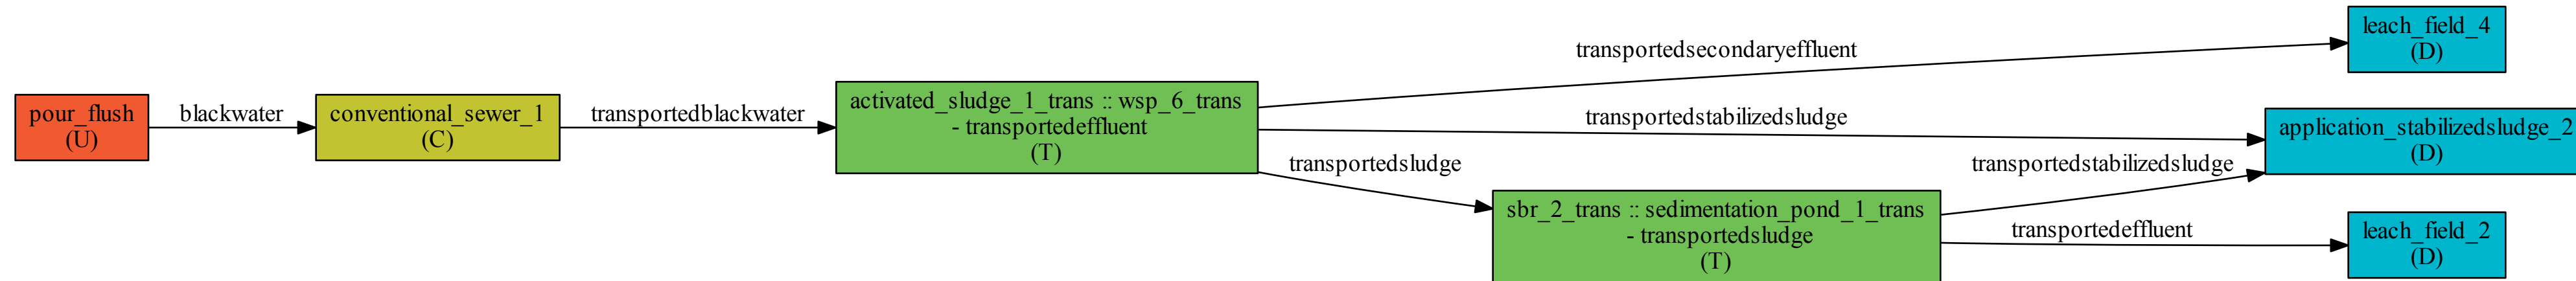 pour_flush
(U)
blackwater
conventional_sewer_1
(C)
transportedblackwater
activated_sludge_1_trans :: wsp_6_trans
- transportedeffluent
(T)
transportedsecondaryeffluent
transportedstabilizedsludge
transportedsludge
sbr_2_trans :: sedimentation_pond_1_trans
- transportedsludge
(T)
transportedstabilizedsludge
transportedeffluent
leach_field_4
(D)
application_stabilizedsludge_2
(D)
leach_field_2
(D)